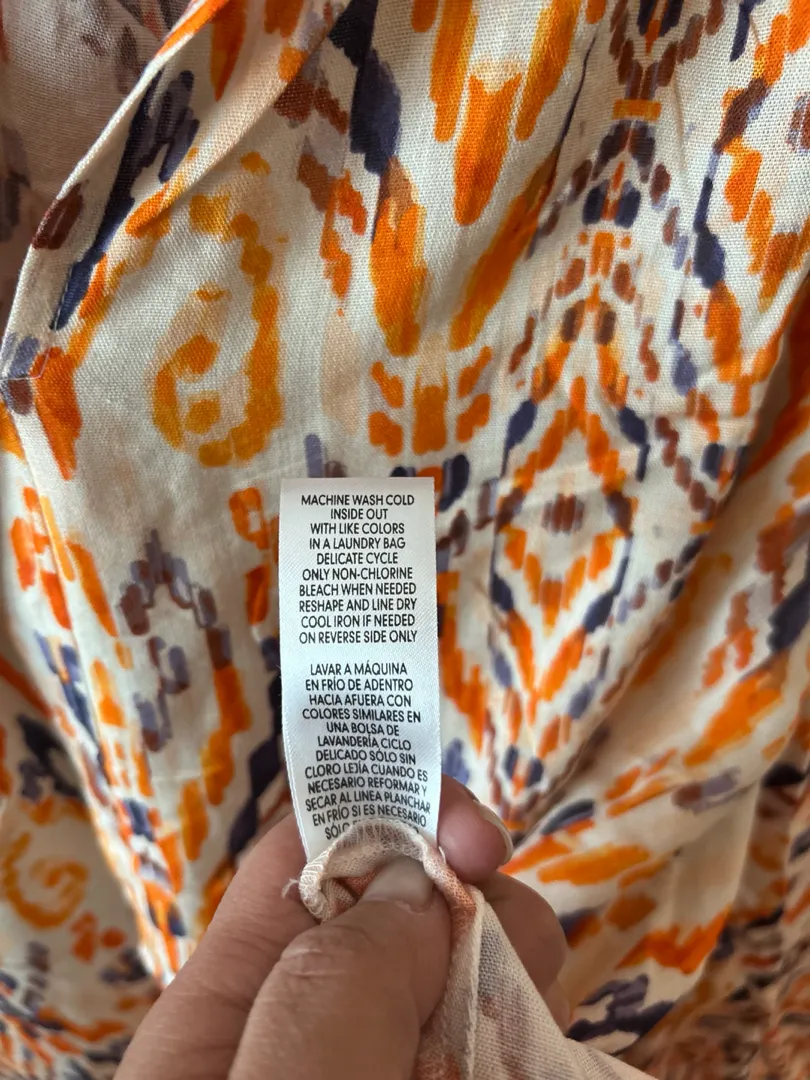 MACHINE WASH COLD
INSIDE OUT
WITH LIKE COLORS
IN A LAUNDRY BAG
DELICATE CYCLE
ONLY NON-CHLORINE
BLEACH WHEN NEEDED
RESHAPE AND LINE DRY
COOL IRON IF NEEDED
ON REVERSE SIDE ONLY
LAVAR A MÁQUINA
EN FRÍO DE ADENTRO
HACIA AFUERA CON
COLORES SIMILARES EN
UNA BOLSA DE
LAVANDERÍA CICLO
DELICADO SÓLO SIN
CLORO LEJÍA CUANDO ES
NECESARIO REFORMAR Y
SECAR AL LINEA PLANCHAR
EN FRÍO SI ES NECESARIO
SÓLO